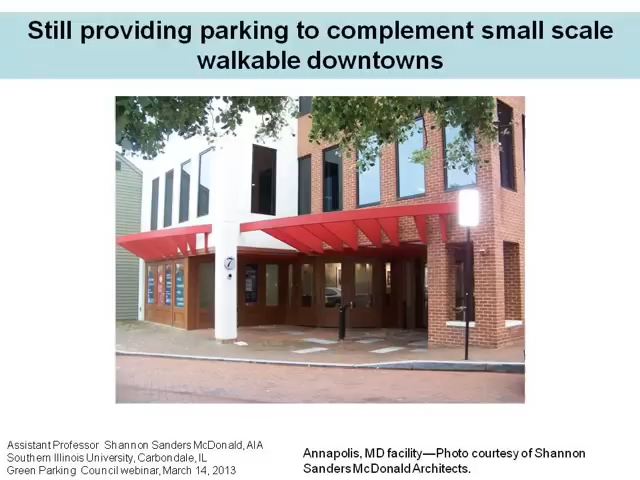 Still providing parking to complement small scale
walkable downtowns
7
Assistant Professor Shannon Sanders McDonald, AIA
Southern Illinois University, Carbondale, IL
Green Parking Council webinar, March 14, 2013
Annapolis, MD facility—Photo courtesy of Shannon
Sanders McDonald Architects.